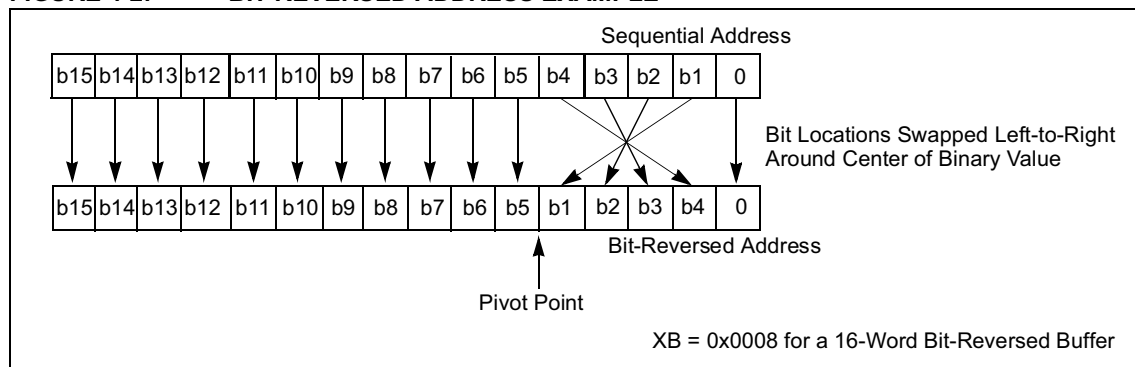 Sequential Address
b15 b14 b13 b12 b11 b10 b9 b8 b7 b6 b5 b4 b3 b2 b1 0
Bit Locations Swapped Left-to-Right
Around Center of Binary Value
b15 b14 b13 b12 b11 b10 b9 b8 b7 b6 b5 b1 b2 b3 b4 0
Bit-Reversed Address
Pivot Point
XB = 0x0008 for a 16-Word Bit-Reversed Buffer